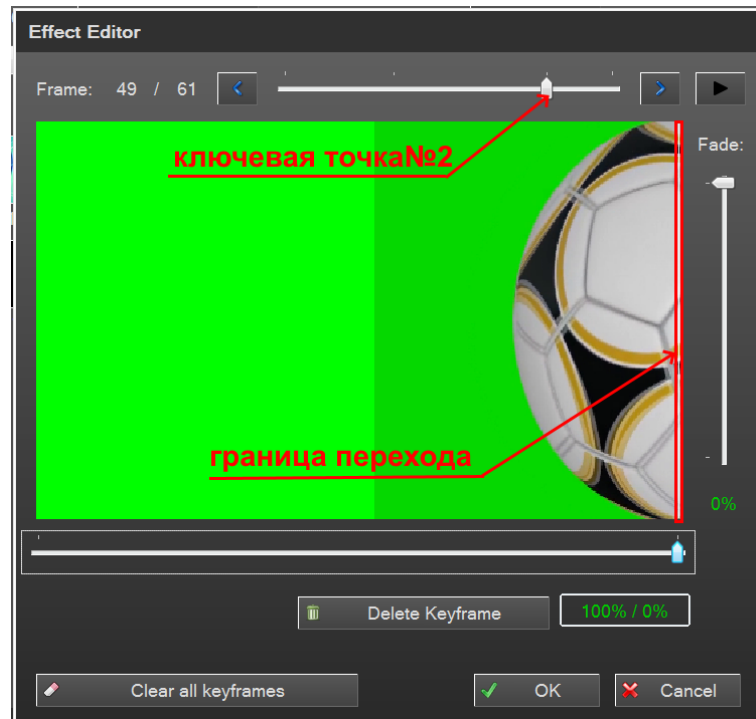 Effect Editor
Frame: 49 / 61
ключевая точка№2
Fade:
граница перехода
0%
Delete Keyframe
100% / 0%
Clear all keyframes
OK
Cancel